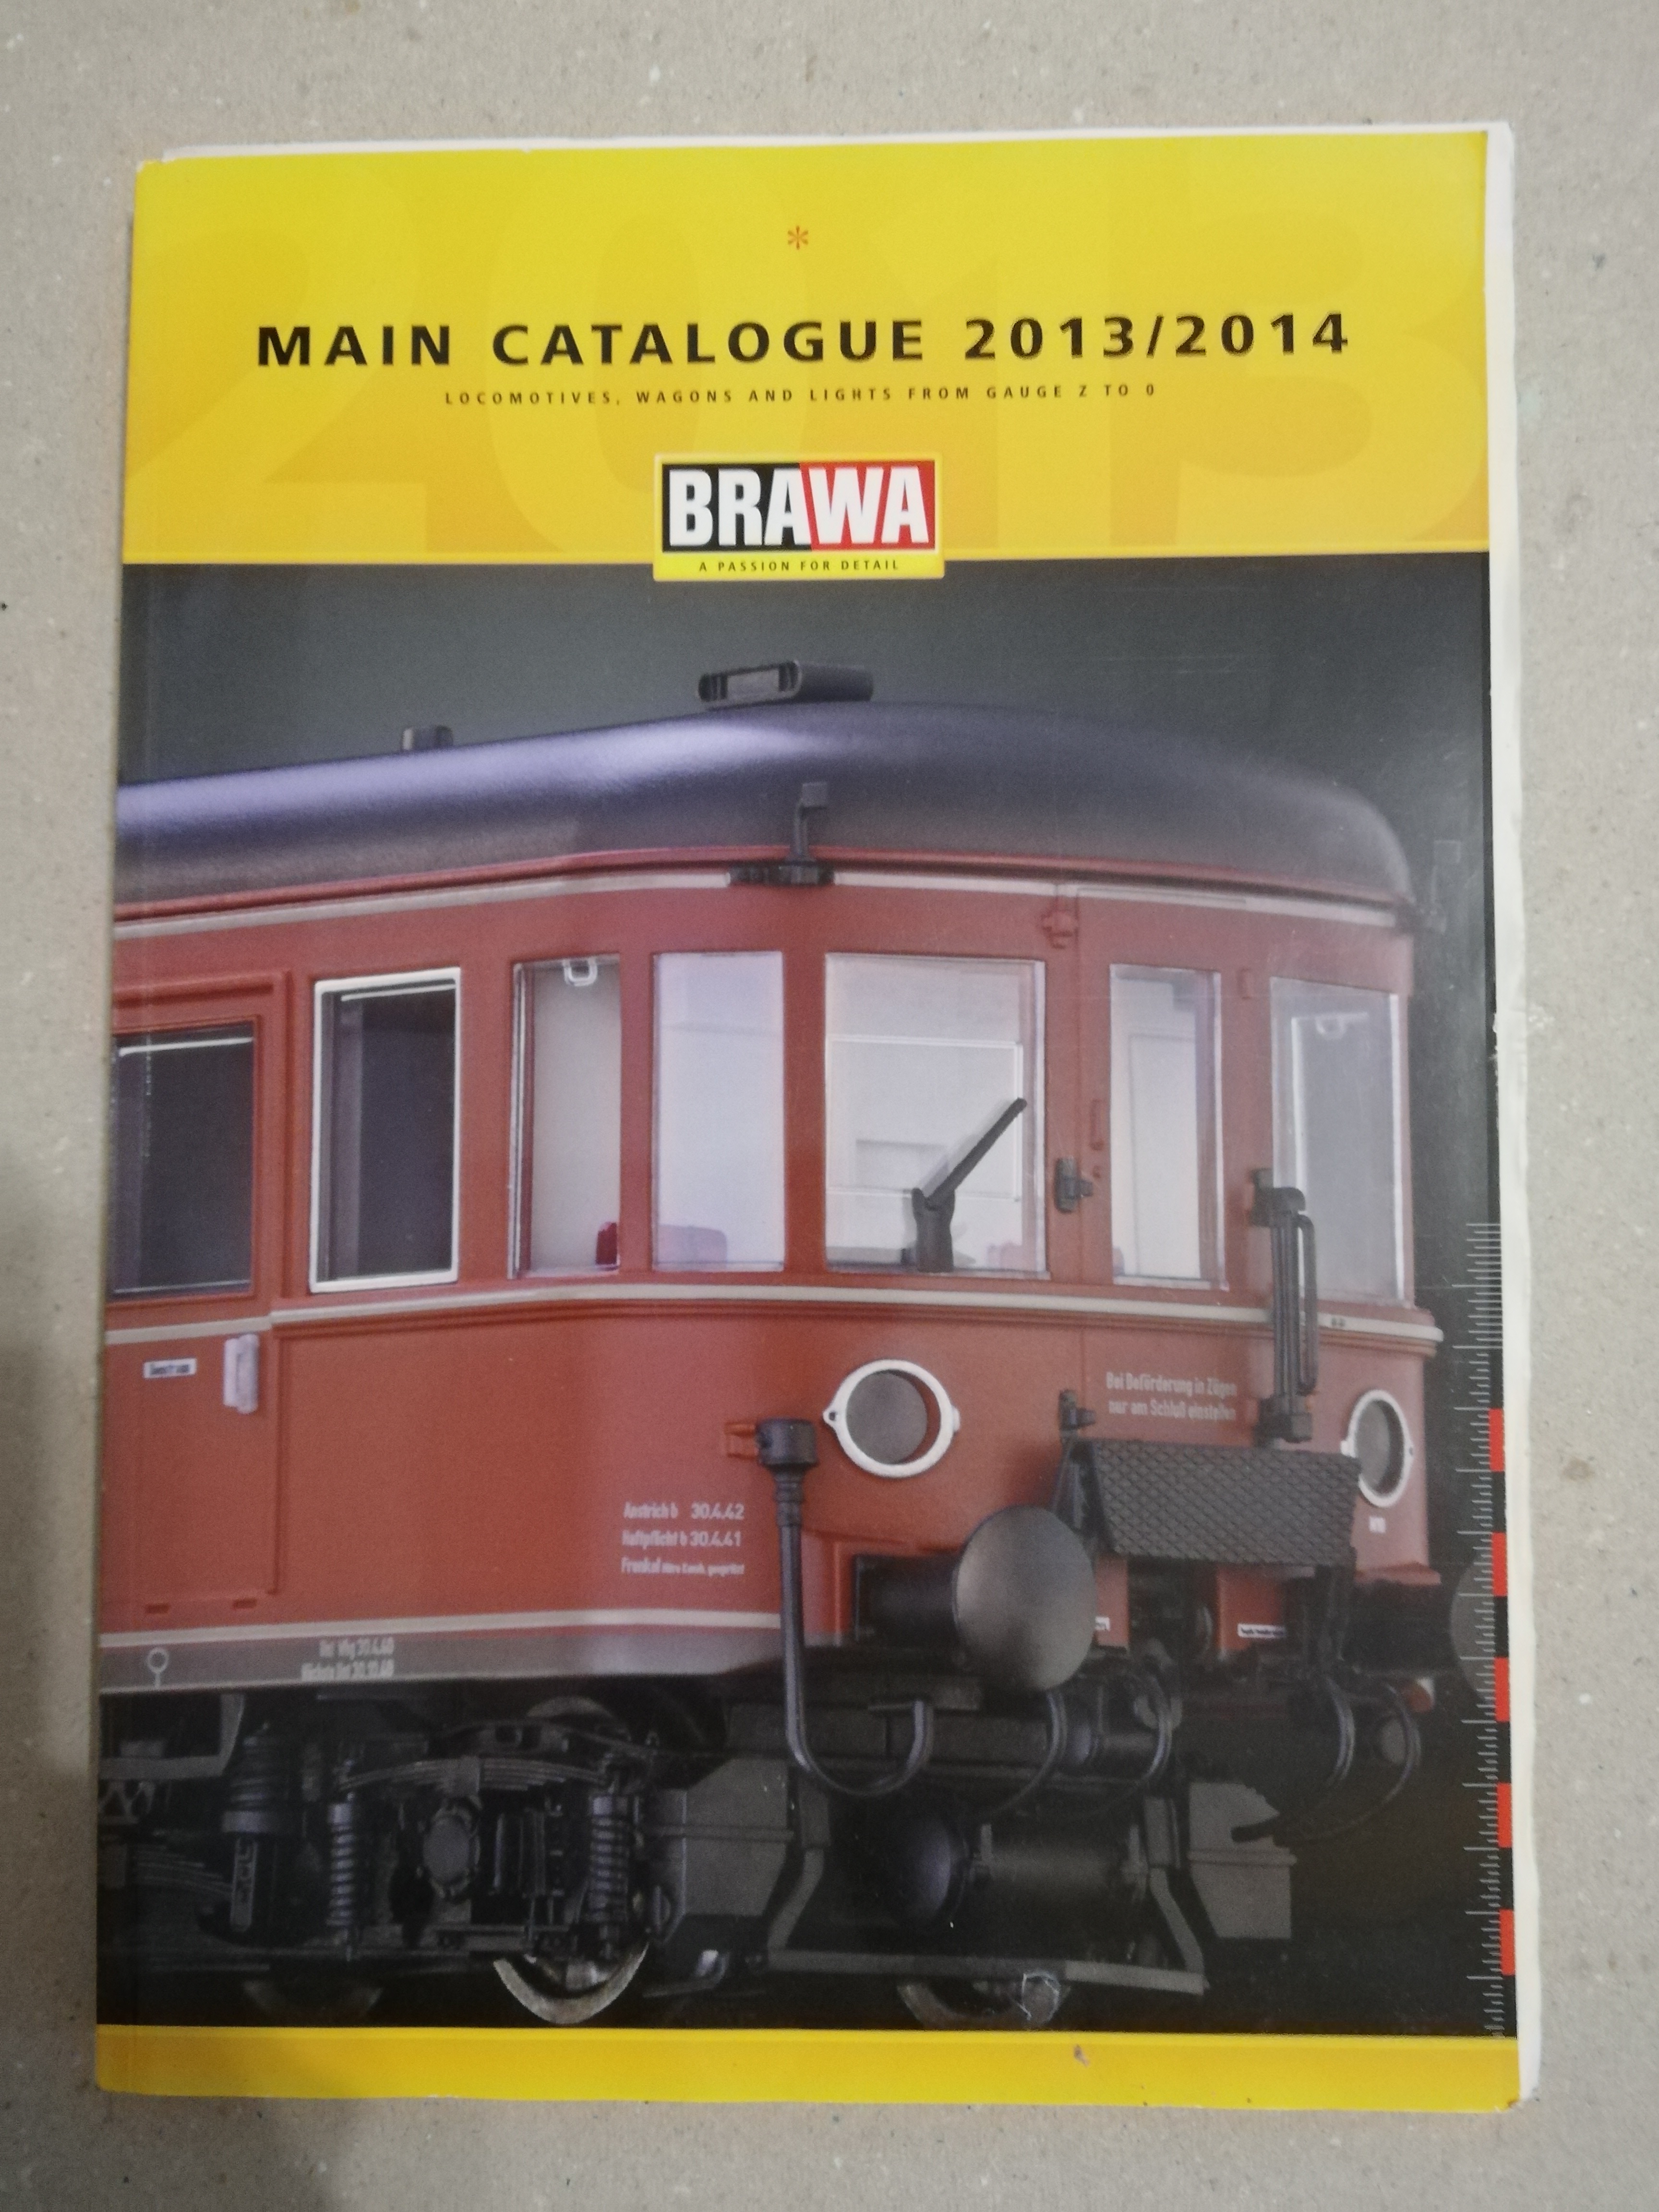 *
MAIN CATALOGUE 2013/2014
LOCOMOTIVES, WAGONS AND LIGHTS FROM GAUGE Z TO 0
2013
BRAWA
A PASSION FOR DETAIL
Bei Beförderung in Zügen
nur am Schluß einstellen
Anstrich b 30.4.42
Haftpflicht b 30.4.41